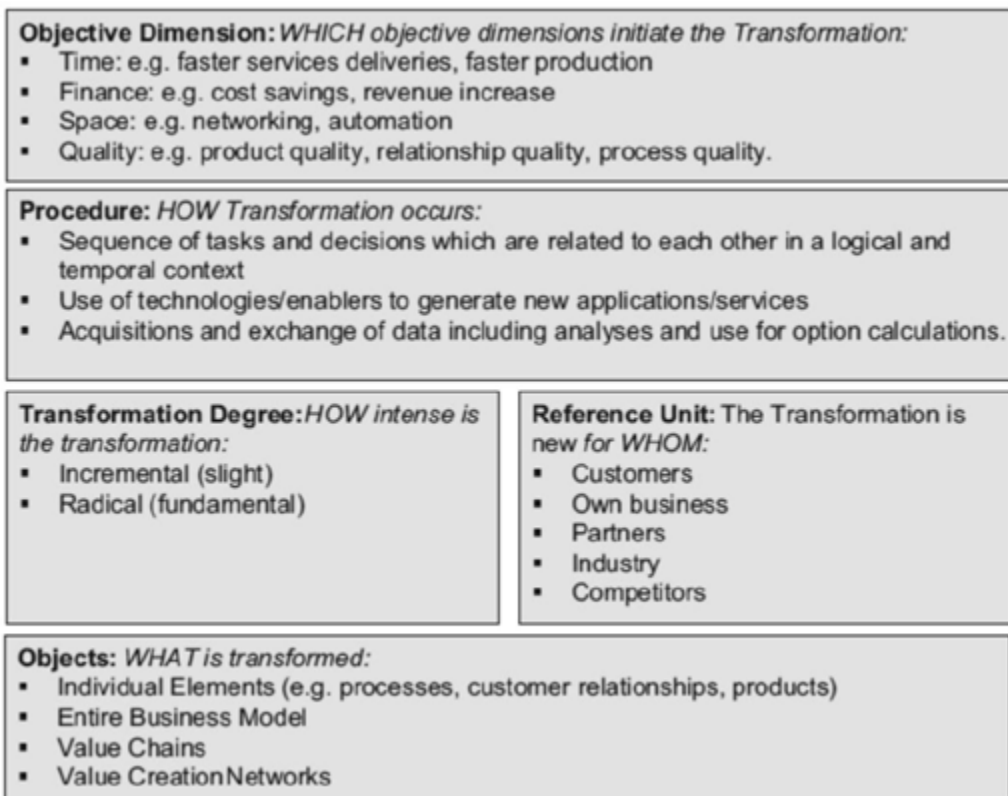 Objective Dimension: WHICH objective dimensions initiate the Transformation:
▪ Time: e.g. faster services deliveries, faster production
▪ Finance: e.g. cost savings, revenue increase
▪ Space: e.g. networking, automation
▪ Quality: e.g. product quality, relationship quality, process quality.
Procedure: HOW Transformation occurs:
▪ Sequence of tasks and decisions which are related to each other in a logical and
temporal context
▪ Use of technologies/enablers to generate new applications/services
▪ Acquisitions and exchange of data including analyses and use for option calculations.
Transformation Degree:HOW intense is
the transformation:
▪ Incremental (slight)
▪ Radical (fundamental)
Reference Unit: The Transformation is
new for WHOM:
▪ Customers
▪ Own business
▪ Partners
▪ Industry
▪ Competitors
Objects: WHAT is transformed:
▪ Individual Elements (e.g. processes, customer relationships, products)
▪ Entire Business Model
▪ Value Chains
▪ Value CreationNetworks